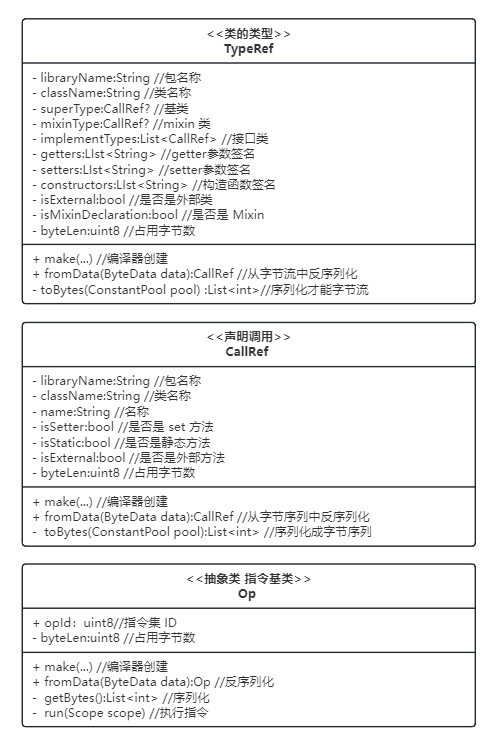 <<类的类型>>
TypeRef
- libraryName:String //包名称
- className:String //类名称
- superType:CallRef? //基类
- mixinType:CallRef? //mixin 类
- implementTypes:List<CallRef> //接口类
- getters:LIst<String> //getter参数签名
- setters:LIst<String> //setter参数签名
- constructors:LIst<String> //构造函数签名
- isExternal:bool //是否是外部类
- isMixinDeclaration:bool //是否是 Mixin
- byteLen:uint8 //占用字节数
+ make(...) //编译器创建
+ fromData(ByteData data):CallRef //从字节流中反序列化
- toBytes(ConstantPool pool) :List<int>//序列化才能字节流
<<声明调用>>
CallRef
- libraryName:String //包名称
- className:String //类名称
- name:String //名称
- isSetter:bool //是否是 set 方法
- isStatic:bool //是否是静态方法
- isExternal:bool //是否是外部方法
- byteLen:uint8 //占用字节数
+ make(...) //编译器创建
+ fromData(ByteData data):CallRef //从字节序列中反序列化
- toBytes(ConstantPool pool):List<int> //序列化成字节序列
<<抽象类 指令基类>>
Op
+ opId：uint8//指令集 ID
- byteLen:uint8 //占用字节数
+ make(...) //编译器创建
+ fromData(ByteData data):Op //反序列化
- getBytes():List<int> //序列化
- run(Scope scope) //执行指令